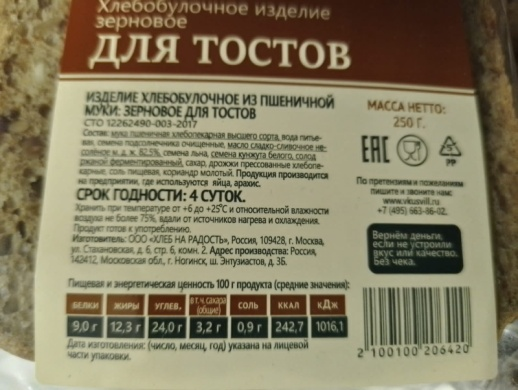 Хлебобулочное изделие
зерновое
ДЛЯ ТОСТОВ
ИЗДЕЛИЕ ХЛЕБОБУЛОЧНОЕ ИЗ ПШЕНИЧНОЙ
МУКИ: ЗЕРНОВОЕ ДЛЯ ТОСТОВ
СТО 12262490-003-2017
Состав: мука пшеничная хлебопекарная высшего сорта, вода питье-
вая, семена подсолнечника очищенные, масло сладко-сливочное не-
соленое м.д.ж. 82,5%, семена льна, семена кунжута белого, солод
ржаной ферментированный, сахар, дрожжи прессованные хлебопе-
карные, соль пищевая, кориандр молотый. Продукция производится
на предприятии, где используются яйца, арахис.
СРОК ГОДНОСТИ: 4 СУТОК.
Хранить при температуре от +6 до +25°С и относительной влажности
воздуха не более 75%, вдали от источников нагрева и охлаждения.
Продукт готов к употреблению.
Изготовитель: ООО «ХЛЕБ НА РАДОСТЬ», Россия, 109428, г. Москва,
ул. Стахановская, д. 6, стр. 6, комн. 2. Адрес производства: Россия,
142412, Московская обл., г. Ногинск, ш. Энтузиастов, д. 3Б.
Пищевая и энергетическая ценность 100 г продукта (средние значения):
БЕЛКИ ЖИРЫ УГЛЕВ. в т.ч. сахара (общие) СОЛЬ ККАЛ кДж
9,0 г 12,3 г 24,0 г 3,2 г 0,9 г 242,7 1016,1
Дата изготовления: (число, месяц, год) указана на лицевой
части упаковки.
МАССА НЕТТО:
250 Г.
EAC 5 PP
По претензиям и пожеланиям
пишите и звоните нам:
www.vkusvill.ru
+7 (495) 663-86-02.
Вернём деньги,
если не устроили
вкус или качество,
без чека.
2 100100 206420